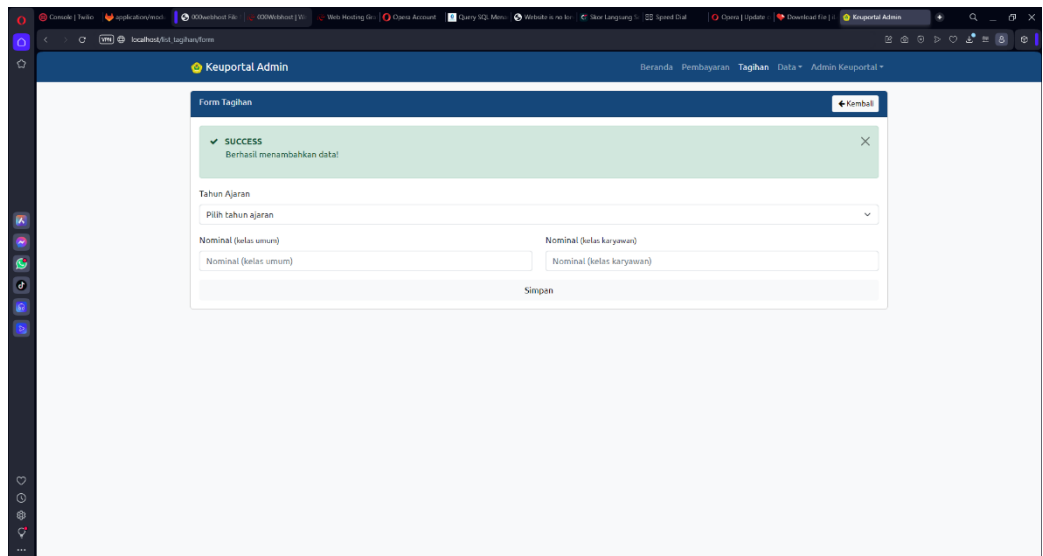 Console | Twilio
application/mod
000webhost File
000Webhost | W
Web Hosting Gr
Opera Account
Query SQL Menu
Website is no lon
Skor Langsung S
Speed Dial
Opera | Update
Download File | i
Keuportal Admin
VPN
localhost/list_tagihan/form
Keuportal Admin
Beranda Pembayaran Tagihan Data Admin Keuportal
Form Tagihan
Kembali
SUCCESS
Berhasil menambahkan data!
Tahun Ajaran
Pilih tahun ajaran
Nominal (kelas umum)
Nominal (kelas karyawan)
Nominal (kelas umum)
Nominal (kelas karyawan)
Simpan